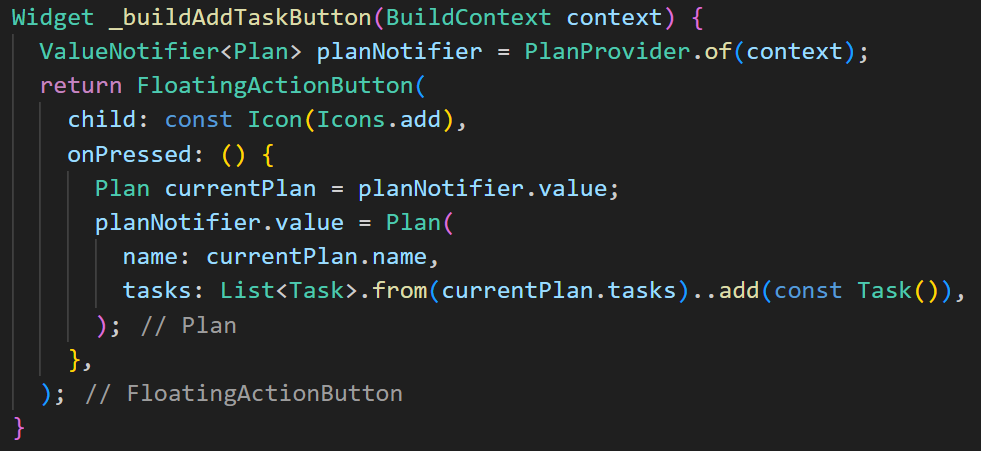 Widget _buildAddTaskButton(BuildContext context) {
  ValueNotifier<Plan> planNotifier = PlanProvider.of(context);
  return FloatingActionButton(
    child: const Icon(Icons.add),
    onPressed: () {
      Plan currentPlan = planNotifier.value;
      planNotifier.value = Plan(
        name: currentPlan.name,
        tasks: List<Task>.from(currentPlan.tasks)..add(const Task()),
      ); // Plan
    },
  ); // FloatingActionButton
}